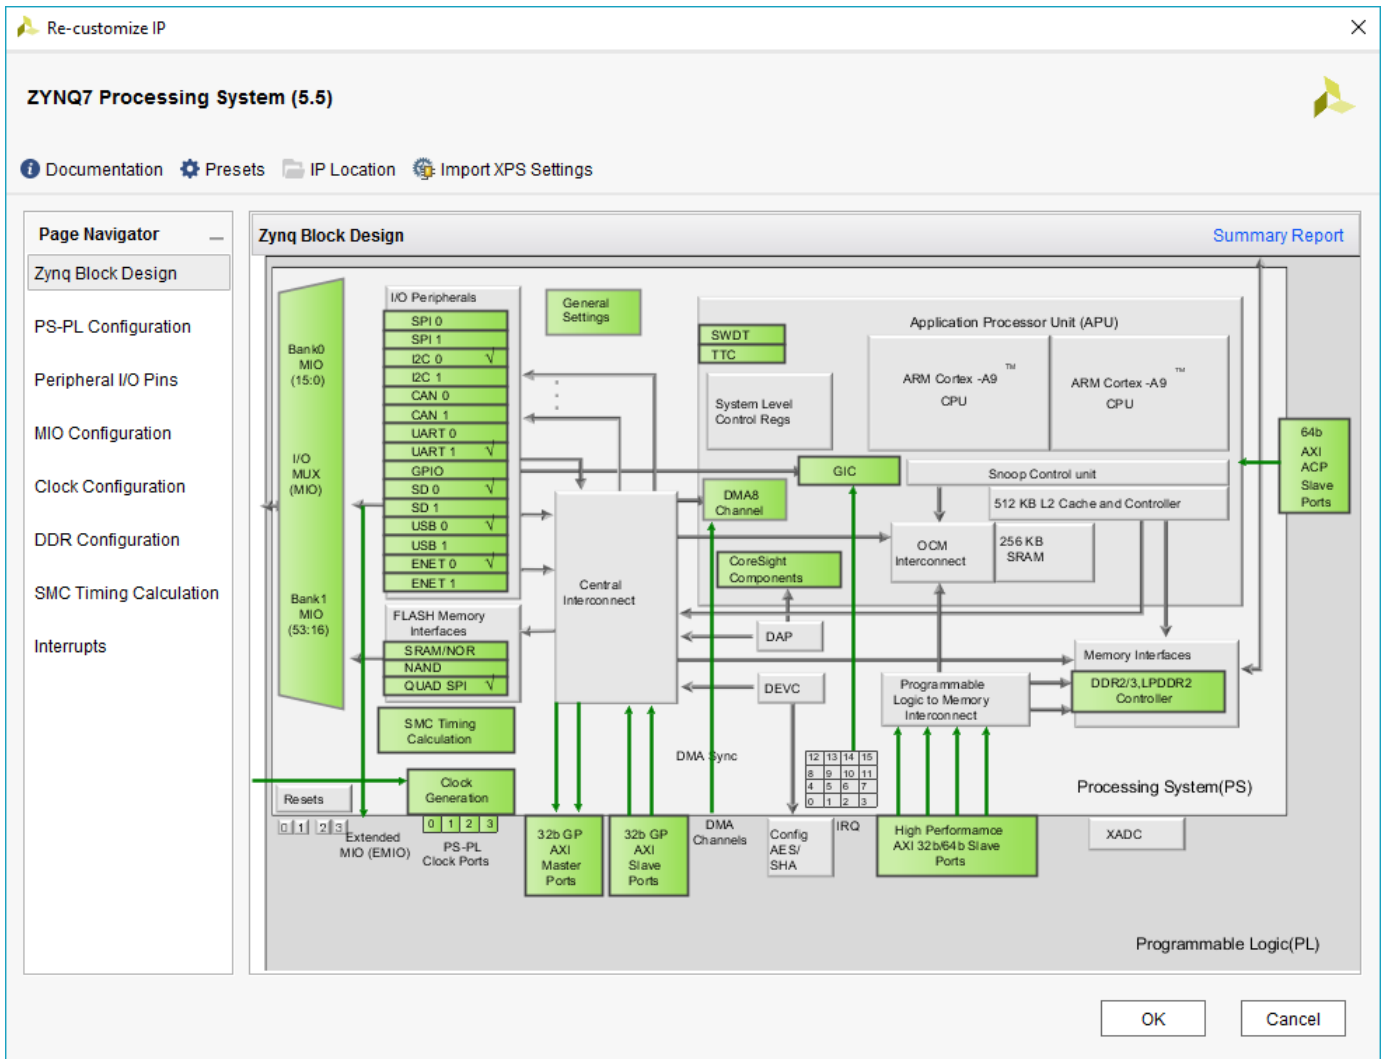 Re-customize IP
ZYNQ7 Processing System (5.5)
Documentation Presets IP Location Import XPS Settings
Page Navigator
Zynq Block Design
PS-PL Configuration
Peripheral I/O Pins
MIO Configuration
Clock Configuration
DDR Configuration
SMC Timing Calculation
Interrupts
Zynq Block Design
Summary Report
Bank0
MIO
(15:0)
I/O
MUX
(MIO)
Bank1
MIO
(53:16)
I/O Peripherals
SPI 0
SPI 1
I2C 0 √
I2C 1
CAN 0
CAN 1
UART 0
UART 1 √
GPIO
SD 0 √
SD 1
USB 0 √
USB 1
ENET 0 √
ENET 1
FLASH Memory
Interfaces
SRAM/NOR
NAND
QUAD SPI √
SMC Timing
Calculation
General
Settings
Clock
Generation
0 1 2 3
PS-PL
Clock Ports
Resets
0 1 2 3
Extended
MIO (EMIO)
Central
Interconnect
32b GP
AXI
Master
Ports
32b GP
AXI
Slave
Ports
Application Processor Unit (APU)
SWDT
TTC
System Level
Control Regs
ARM Cortex -A9 ™
CPU
ARM Cortex -A9 ™
CPU
GIC
Snoop Control unit
512 KB L2 Cache and Controller
DMA8
Channel
OCM
Interconnect
256 KB
SRAM
CoreSight
Components
DAP
DEVC
DMA Sync
DMA
Channels
Config
AES/
SHA
12 13 14 15
8 9 10 11
4 5 6 7
0 1 2 3
IRQ
Programmable
Logic to Memory
Interconnect
Memory Interfaces
DDR2/3,LPDDR2
Controller
High Performamce
AXI 32b/64b Slave
Ports
64b
AXI
ACP
Slave
Ports
Processing System(PS)
XADC
Programmable Logic(PL)
OK
Cancel